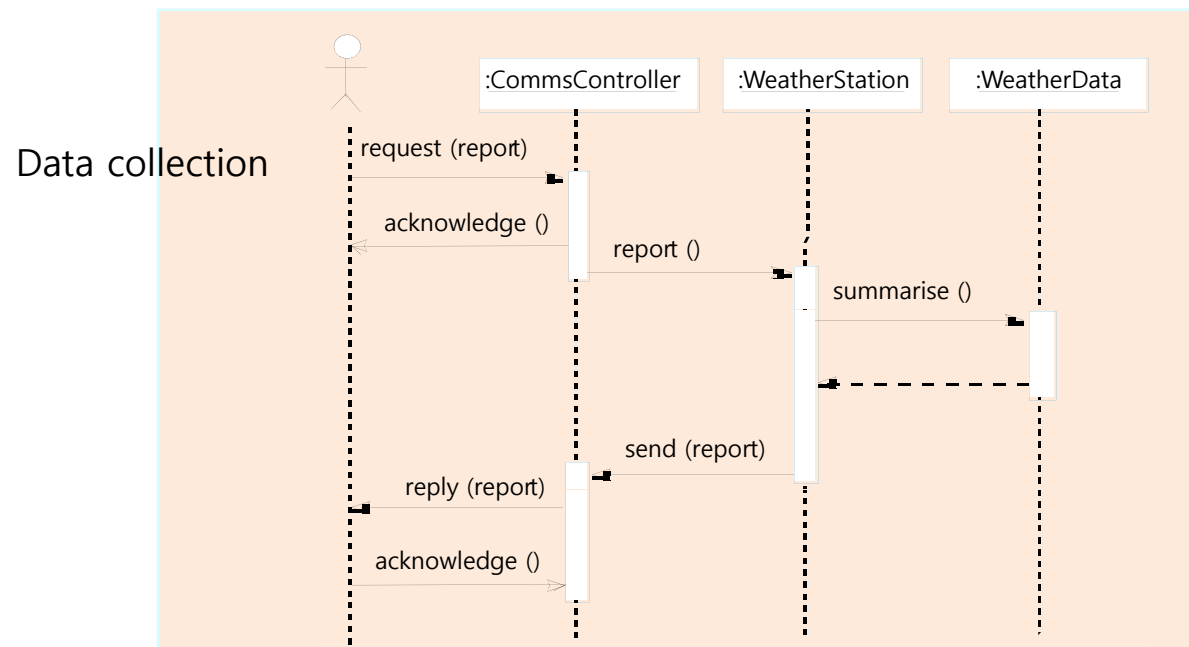 :CommsController
:WeatherStation
:WeatherData
Data collection
request (report)
acknowledge ()
report ()
summarise ()
send (report)
reply (report)
acknowledge ()